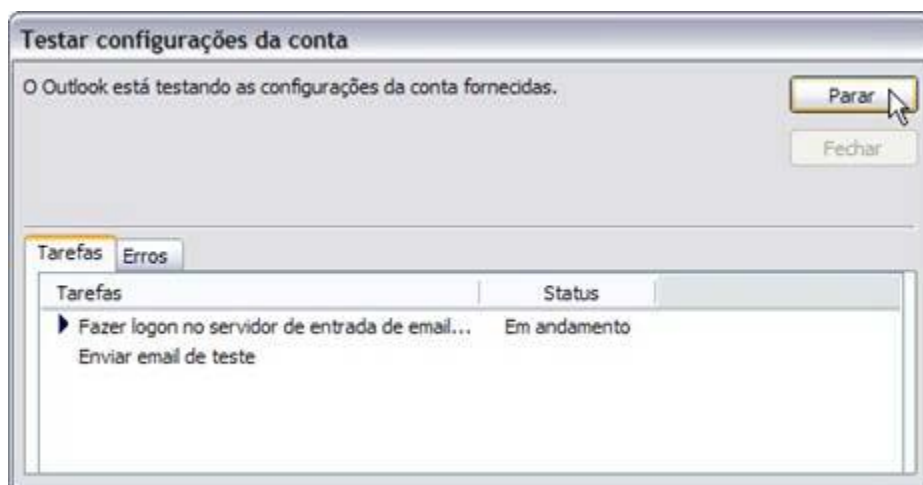 Testar configurações da conta
O Outlook está testando as configurações da conta fornecidas.
Parar
Fechar
Tarefas Erros
Tarefas Status
Fazer logon no servidor de entrada de email... Em andamento
Enviar email de teste